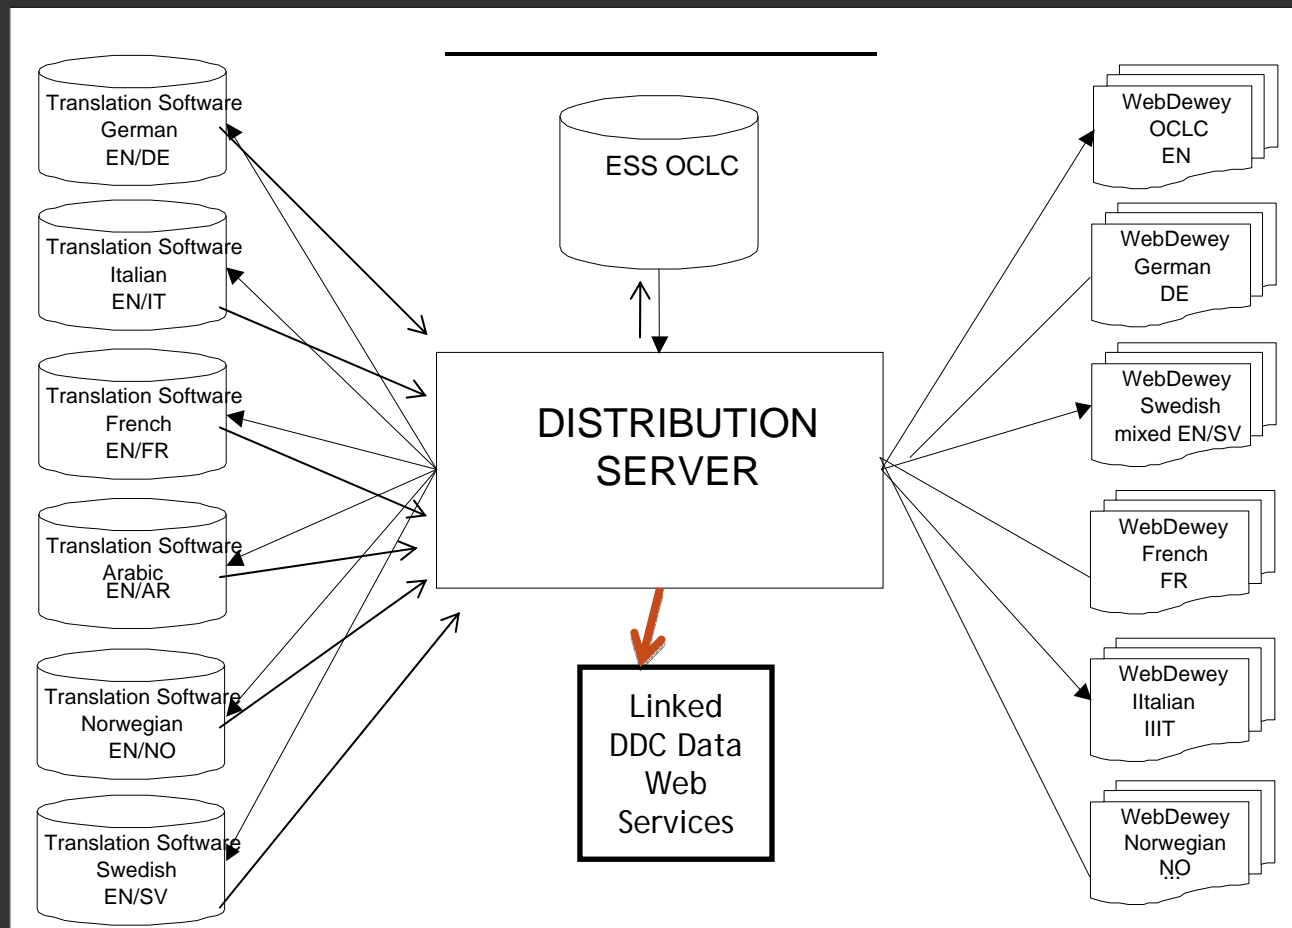 Translation Software
German
EN/DE
Translation Software
Italian
EN/IT
Translation Software
French
EN/FR
Translation Software
Arabic
EN/AR
Translation Software
Norwegian
EN/NO
Translation Software
Swedish
EN/SV
ESS OCLC
DISTRIBUTION
SERVER
Linked
DDC Data
Web
Services
WebDewey
OCLC
EN
WebDewey
German
DE
WebDewey
Swedish
mixed EN/SV
WebDewey
French
FR
WebDewey
IItalian
IIIT
WebDewey
Norwegian
NO
...